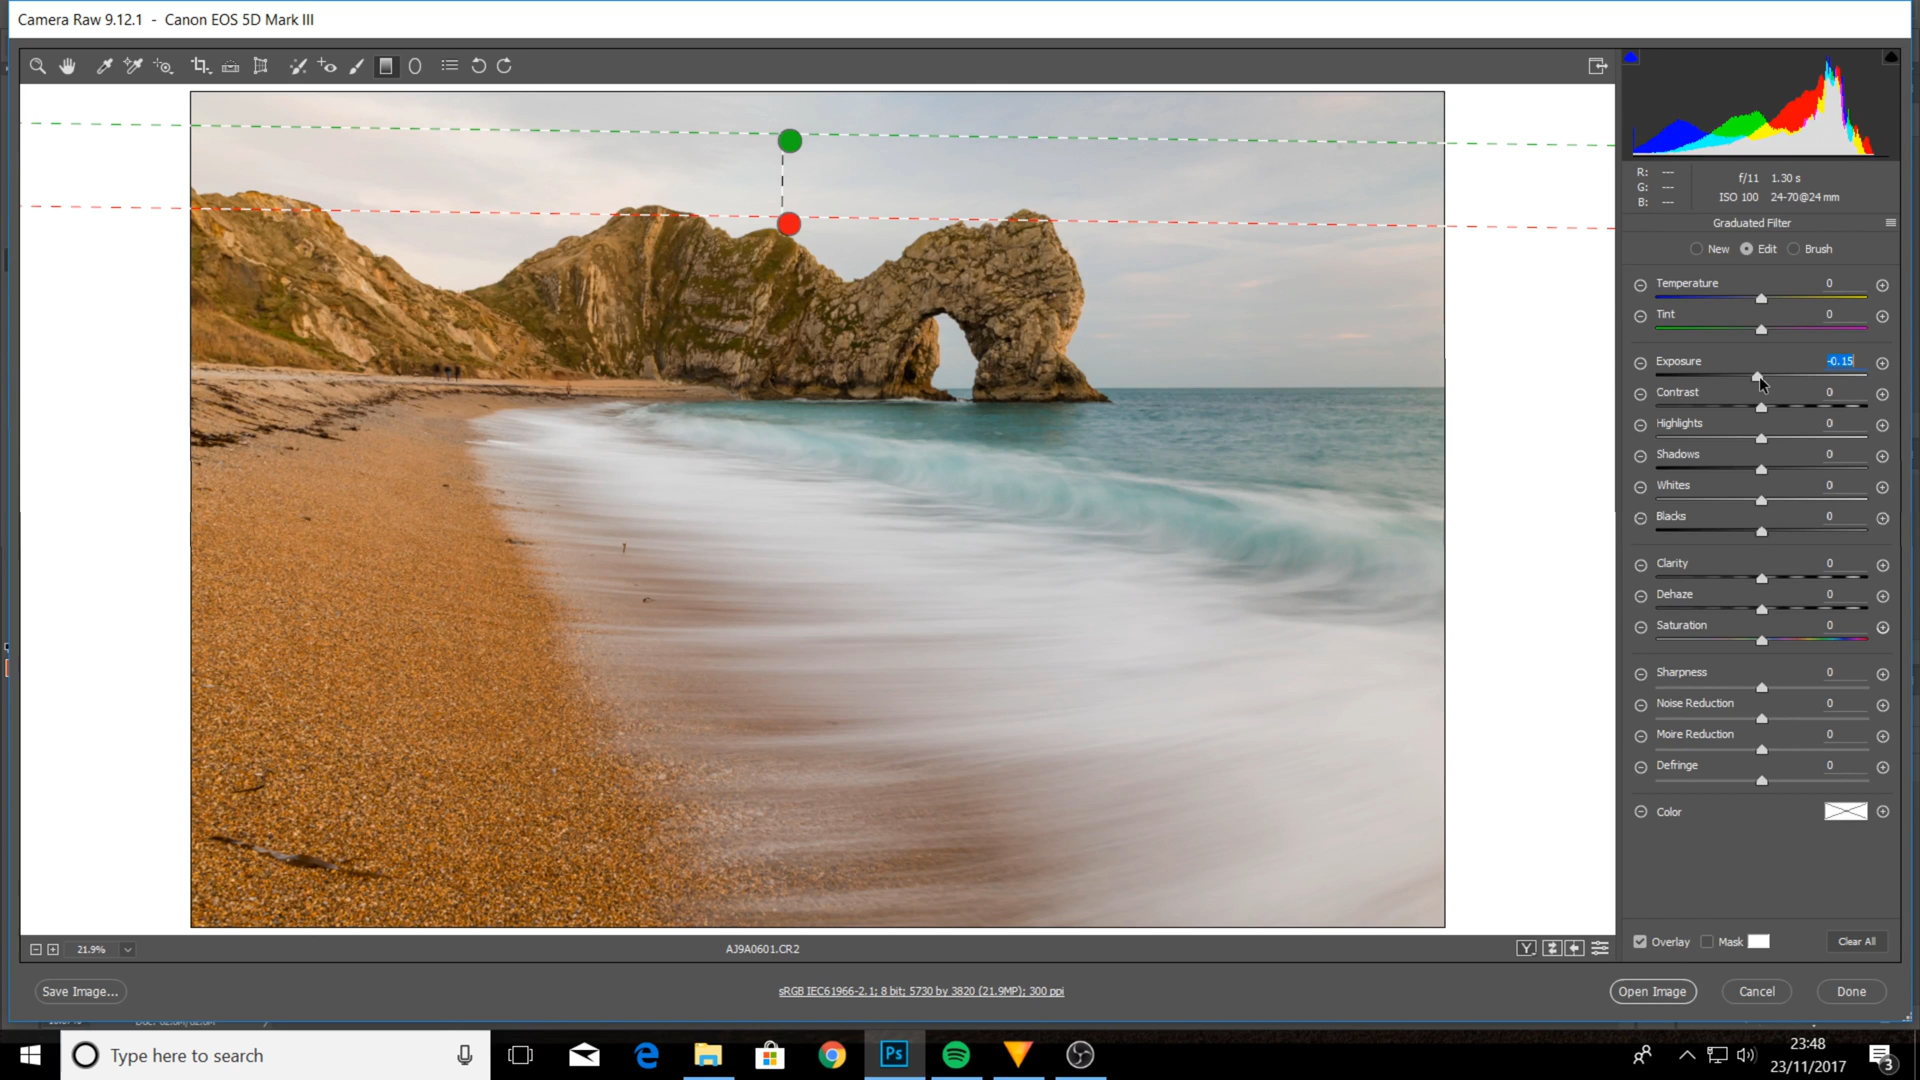 Camera Raw 9.12.1 - Canon EOS 5D Mark III
R: ---
G: ---
B: ---
f/11 1.30 s
ISO 100 24-70@24 mm
Graduated Filter
New Edit Brush
Temperature 0
Tint 0
Exposure -0.15
Contrast 0
Highlights 0
Shadows 0
Whites 0
Blacks 0
Clarity 0
Dehaze 0
Saturation 0
Sharpness 0
Noise Reduction 0
Moire Reduction 0
Defringe 0
Color
Overlay Mask Clear All
21.9% AJ9A0601.CR2 Y
Save Image... sRGB IEC61966-2.1; 8 bit; 5730 by 3820 (21.9MP); 300 ppi Open Image Cancel Done
Type here to search
Ps
23:48
23/11/2017
3